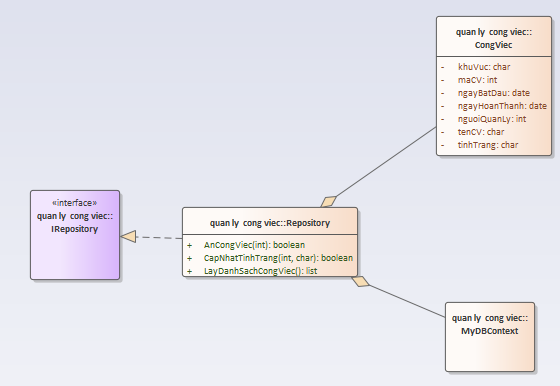 quan ly cong viec::
CongViec
- khuVuc: char
- maCV: int
- ngayBatDau: date
- ngayHoanThanh: date
- nguoiQuanLy: int
- tenCV: char
- tinhTrang: char
«interface»
quan ly cong viec::
IRepository
quan ly cong viec::Repository
+ AnCongViec(int): boolean
+ CapNhatTinhTrang(int, char): boolean
+ LayDanhSachCongViec(): list
quan ly cong viec::
MyDBContext